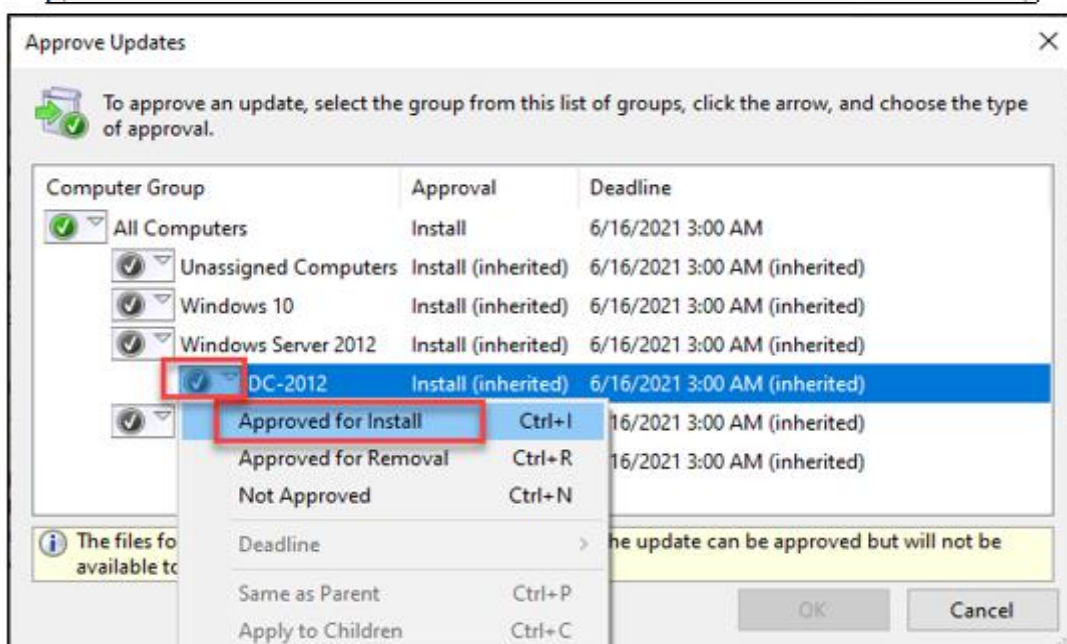 Approve Updates
To approve an update, select the group from this list of groups, click the arrow, and choose the type
of approval.
Computer Group Approval Deadline
All Computers Install 6/16/2021 3:00 AM
Unassigned Computers Install (inherited) 6/16/2021 3:00 AM (inherited)
Windows 10 Install (inherited) 6/16/2021 3:00 AM (inherited)
Windows Server 2012 Install (inherited) 6/16/2021 3:00 AM (inherited)
DC-2012 Install (inherited) 6/16/2021 3:00 AM (inherited)
Approved for Install Ctrl+I 16/2021 3:00 AM (inherited)
Approved for Removal Ctrl+R 16/2021 3:00 AM (inherited)
Not Approved Ctrl+N
The files fo Deadline he update can be approved but will not be
available to
Same as Parent Ctrl+P
OK Cancel
Apply to Children Ctrl+C